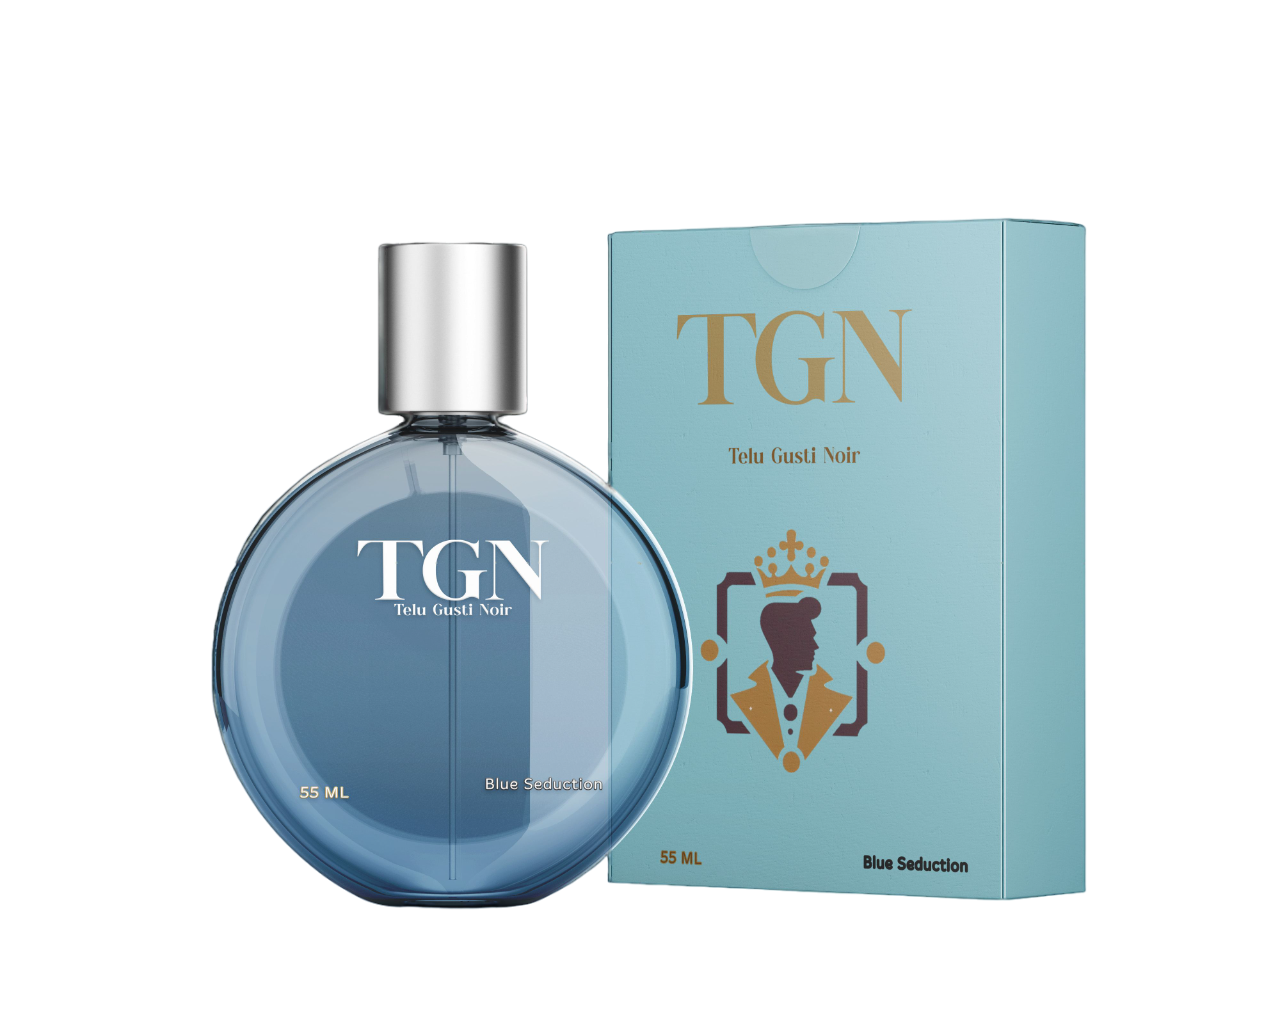 TGN
Telu Gusti Noir
55 ML
Blue Seduction
TGN
Telu Gusti Noir
55 ML
Blue Seduction